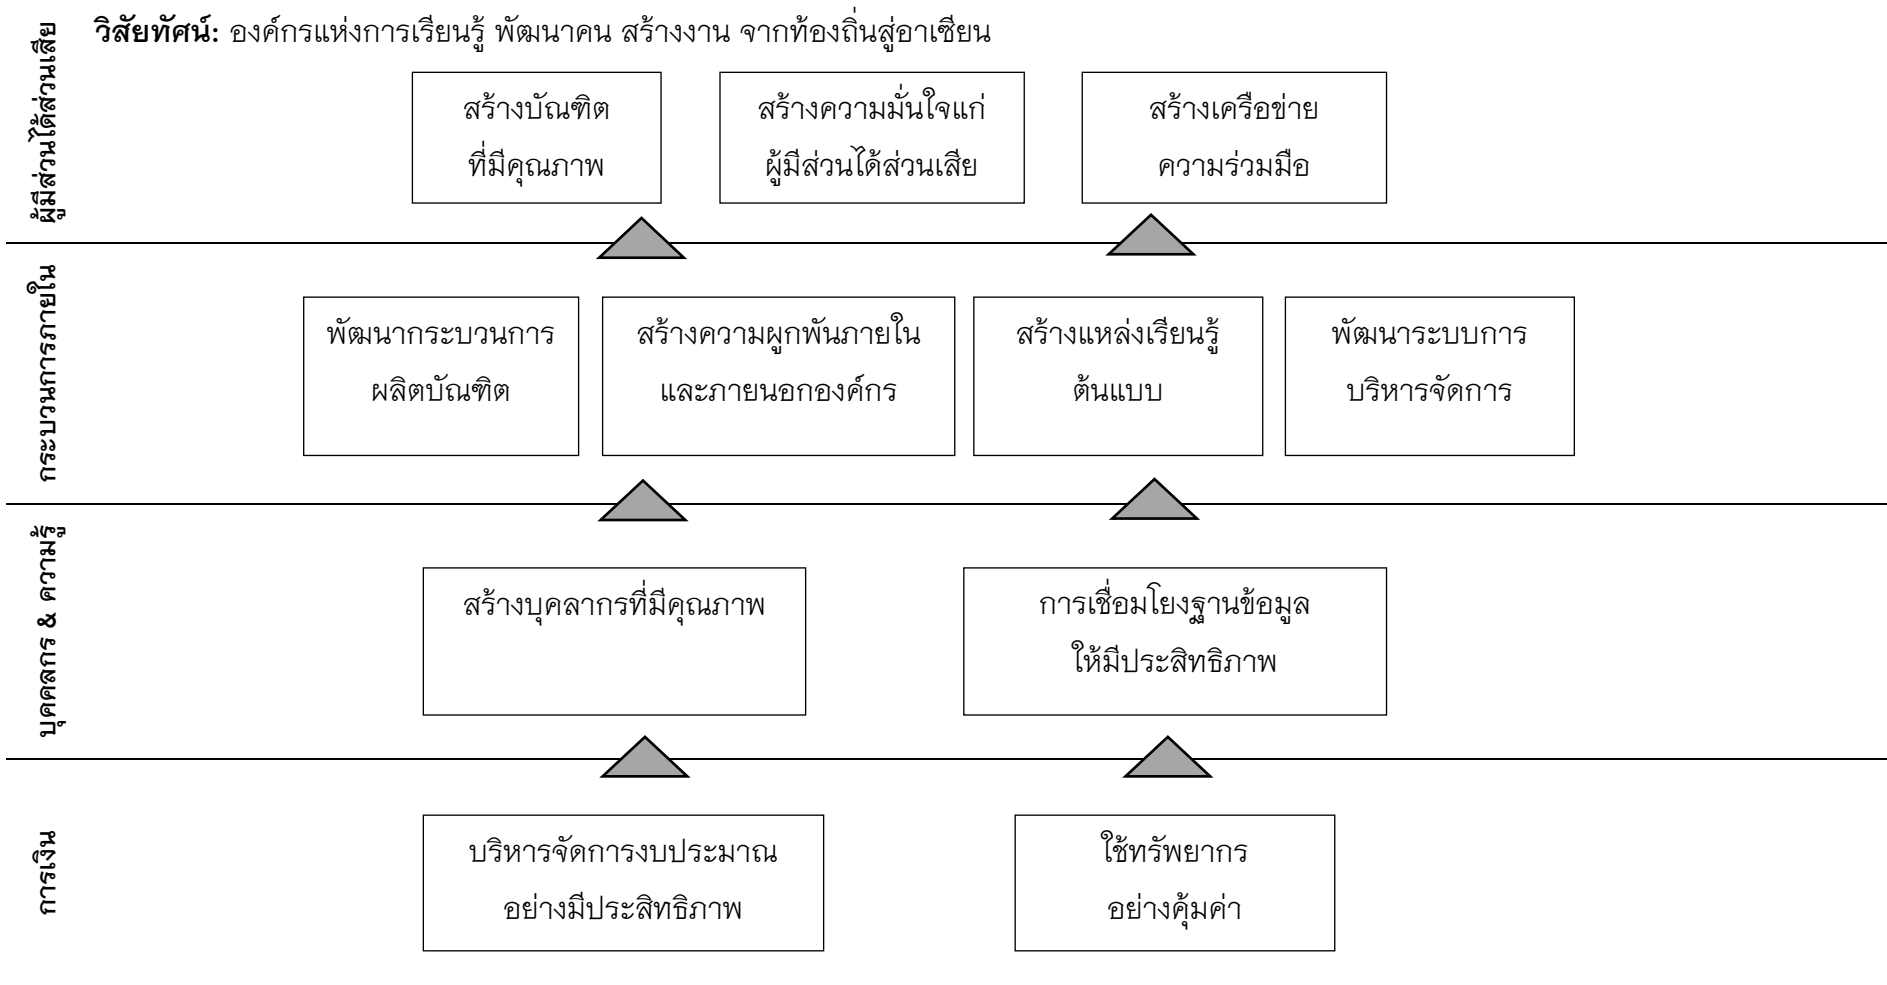 วิสัยทัศน์: องค์กรแห่งการเรียนรู้ พัฒนาคน สร้างงาน จากท้องถิ่นสู่อาเซียน
ผู้มีส่วนได้ส่วนเสีย
สร้างบัณฑิต
ที่มีคุณภาพ
สร้างความมั่นใจแก่
ผู้มีส่วนได้ส่วนเสีย
สร้างเครือข่าย
ความร่วมมือ
กระบวนการภายใน
พัฒนากระบวนการ
ผลิตบัณฑิต
สร้างความผูกพันภายใน
และภายนอกองค์กร
สร้างแหล่งเรียนรู้
ต้นแบบ
พัฒนาระบบการ
บริหารจัดการ
บุคคลกร & ความรู้
สร้างบุคลากรที่มีคุณภาพ
การเชื่อมโยงฐานข้อมูล
ให้มีประสิทธิภาพ
การเงิน
บริหารจัดการงบประมาณ
อย่างมีประสิทธิภาพ
ใช้ทรัพยากร
อย่างคุ้มค่า